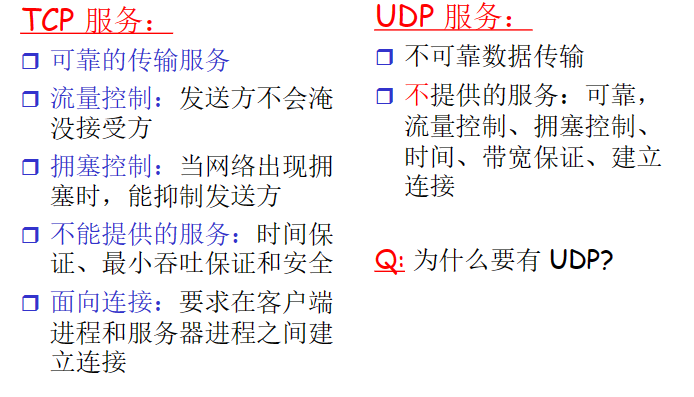 TCP 服务：
可靠的传输服务
流量控制：发送方不会淹
没接受方
拥塞控制：当网络出现拥
塞时，能抑制发送方
不能提供的服务：时间保
证、最小吞吐保证和安全
面向连接：要求在客户端
进程和服务器进程之间建
立连接
UDP 服务：
不可靠数据传输
不提供的服务：可靠，
流量控制、拥塞控制、
时间、带宽保证、建立
连接
Q: 为什么要有 UDP?